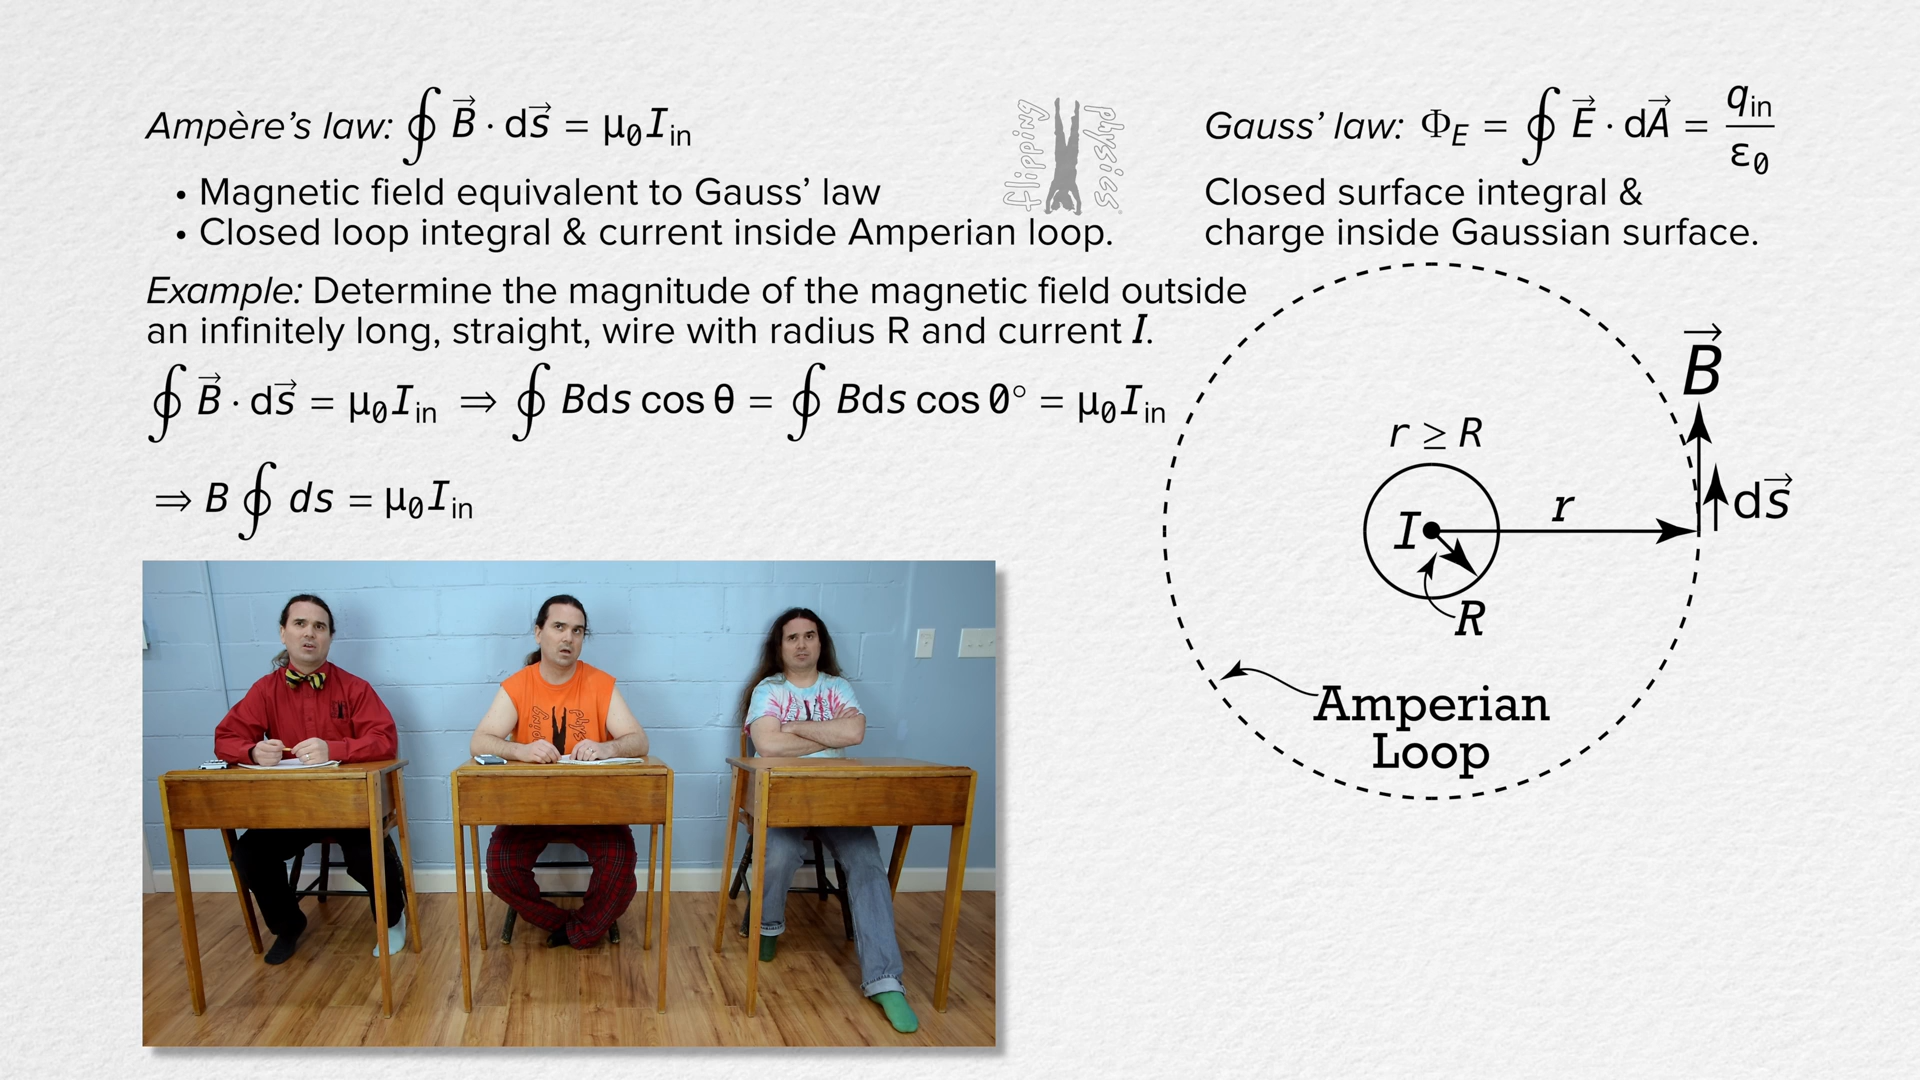 Ampère's law: ∮ B⃗ · ds⃗ = μ₀I_in
• Magnetic field equivalent to Gauss' law
• Closed loop integral & current inside Amperian loop.
flipping physics
Gauss' law: Φ_E = ∮ E⃗ · dA⃗ = q_in / ε₀
Closed surface integral &
charge inside Gaussian surface.
Example: Determine the magnitude of the magnetic field outside
an infinitely long, straight, wire with radius R and current I.
∮ B⃗ · ds⃗ = μ₀I_in ⇒ ∮ Bds cos θ = ∮ Bds cos 0° = μ₀I_in
⇒ B ∮ ds = μ₀I_in
B⃗
r ≥ R
I
r
ds⃗
R
Amperian
Loop
flipping physics